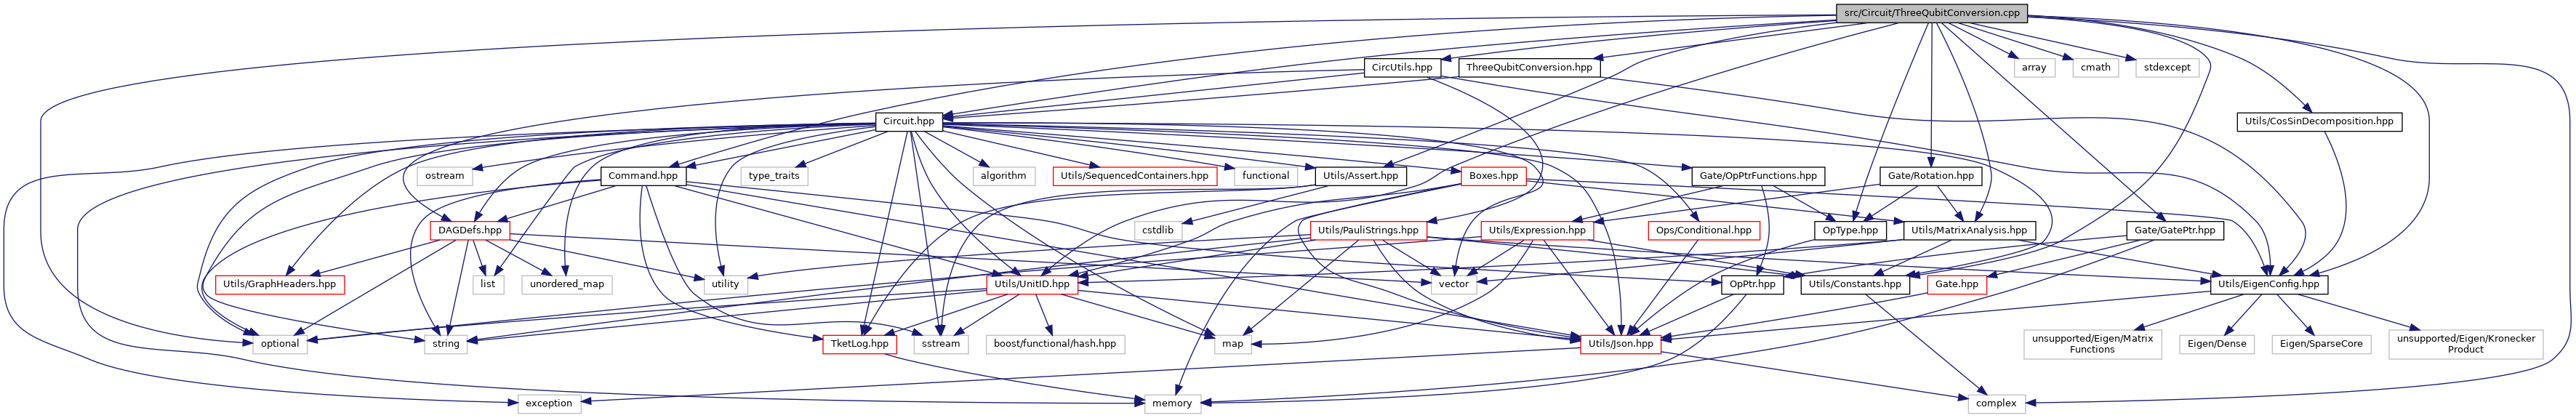 src/Circuit/ThreeQubitConversion.cpp
CircUtils.hpp
ThreeQubitConversion.hpp
array
cmath
stdexcept
Circuit.hpp
Utils/CosSinDecomposition.hpp
ostream
Command.hpp
type_traits
algorithm
Utils/SequencedContainers.hpp
functional
Utils/Assert.hpp
Boxes.hpp
Gate/OpPtrFunctions.hpp
Gate/Rotation.hpp
DAGDefs.hpp
cstdlib
Utils/PauliStrings.hpp
Utils/Expression.hpp
Ops/Conditional.hpp
OpType.hpp
Utils/MatrixAnalysis.hpp
Gate/GatePtr.hpp
Utils/GraphHeaders.hpp
list
unordered_map
utility
Utils/UnitID.hpp
vector
OpPtr.hpp
Utils/Constants.hpp
Gate.hpp
Utils/EigenConfig.hpp
optional
string
TketLog.hpp
sstream
boost/functional/hash.hpp
map
Utils/Json.hpp
unsupported/Eigen/Matrix
Functions
Eigen/Dense
Eigen/SparseCore
unsupported/Eigen/Kronecker
Product
exception
memory
complex